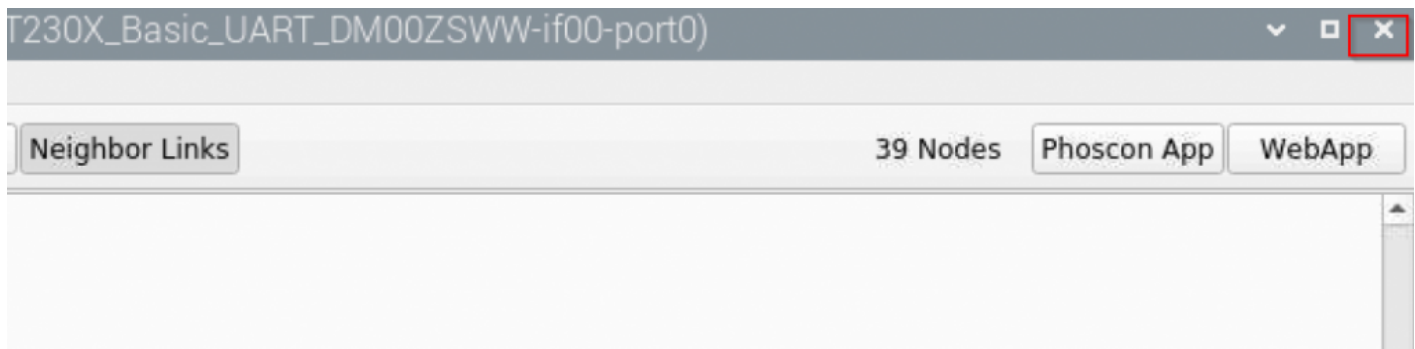 T230X_Basic_UART_DM00ZSWW-if00-port0)
Neighbor Links 39 Nodes Phoscon App WebApp